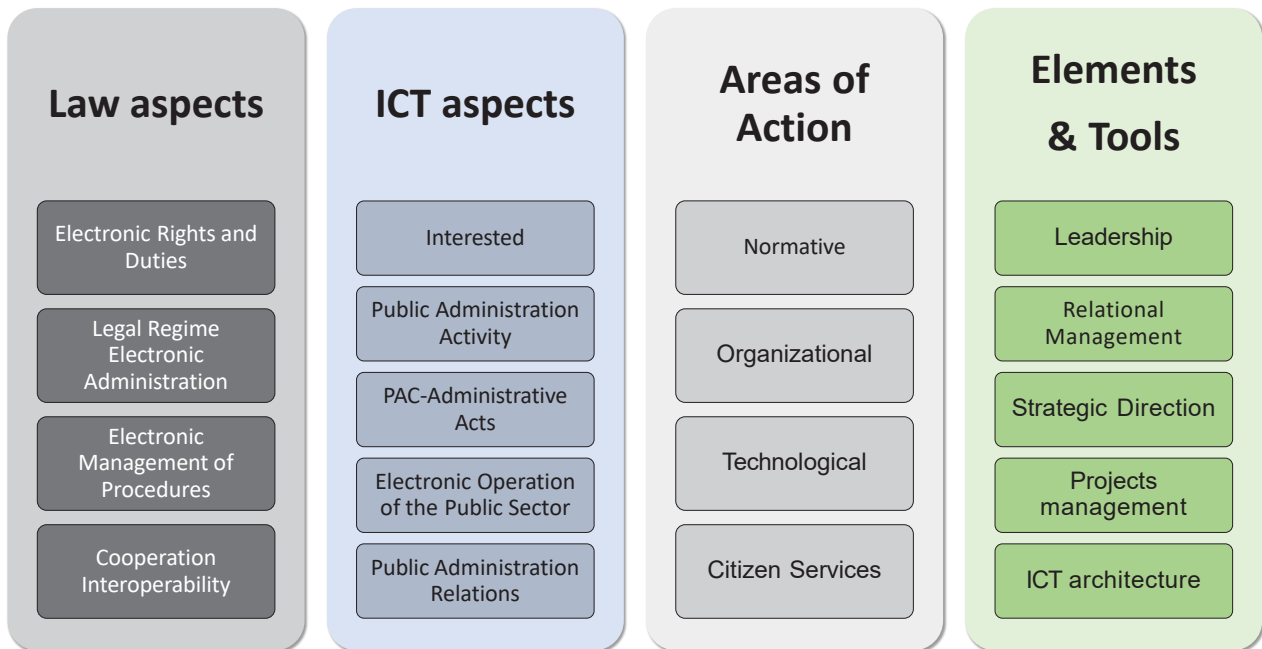 Law aspects
Electronic Rights and
Duties
Legal Regime
Electronic
Administration
Electronic
Management of
Procedures
Cooperation
Interoperability
ICT aspects
Interested
Public Administration
Activity
PAC-Administrative
Acts
Electronic Operation
of the Public Sector
Public Administration
Relations
Areas of
Action
Normative
Organizational
Technological
Citizen Services
Elements
& Tools
Leadership
Relational
Management
Strategic Direction
Projects
management
ICT architecture